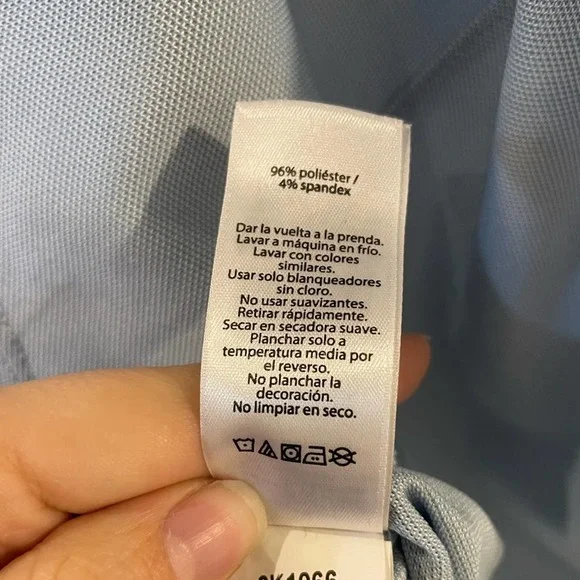 96% poliéster /
4% spandex
Dar la vuelta a la prenda.
Lavar a máquina en frío.
Lavar con colores
similares.
Usar solo blanqueadores
sin cloro.
No usar suavizantes.
Retirar rápidamente.
Secar en secadora suave.
Planchar solo a
temperatura media por
el reverso.
No planchar la
decoración.
No limpiar en seco.